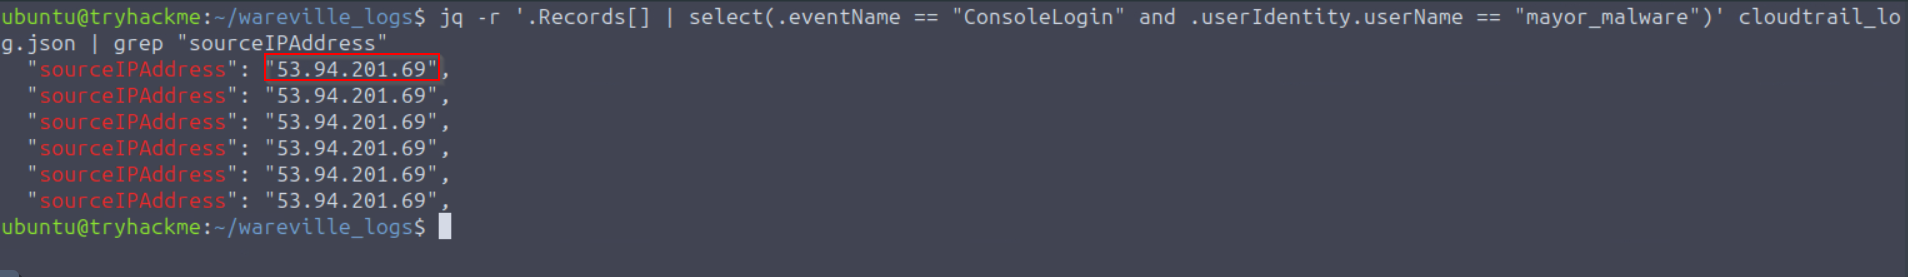 ubuntu@tryhackme:~/wareville_logs$ jq -r '.Records[] | select(.eventName == "ConsoleLogin" and .userIdentity.userName == "mayor_malware")' cloudtrail_lo
g.json | grep "sourceIPAddress"
  "sourceIPAddress": "53.94.201.69",
  "sourceIPAddress": "53.94.201.69",
  "sourceIPAddress": "53.94.201.69",
  "sourceIPAddress": "53.94.201.69",
  "sourceIPAddress": "53.94.201.69",
  "sourceIPAddress": "53.94.201.69",
ubuntu@tryhackme:~/wareville_logs$